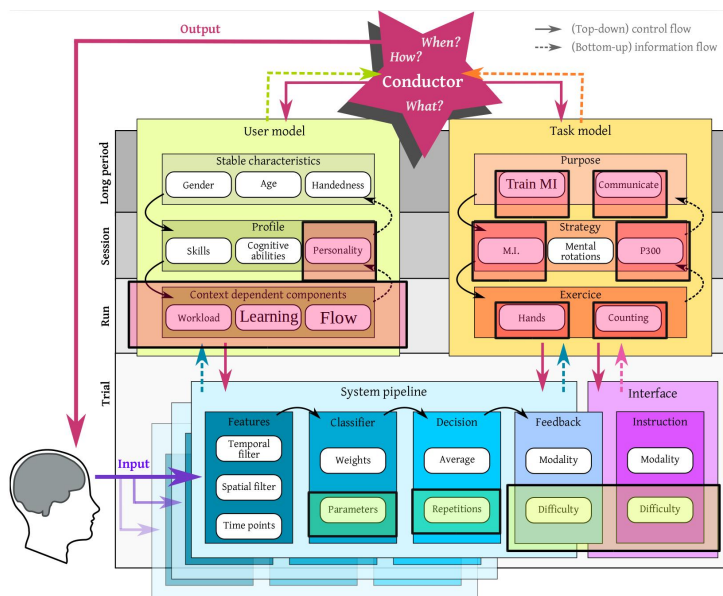 Output
When?
How?
Conductor
What?
(Top-down) control flow
(Bottom-up) information flow
Long period
Session
Run
Trial
User model
Stable characteristics
Gender
Age
Handedness
Profile
Skills
Cognitive
abilities
Personality
Context dependent components
Workload
Learning
Flow
Task model
Purpose
Train MI
Communicate
Strategy
M.I.
Mental
rotations
P300
Exercice
Hands
Counting
System pipeline
Interface
Features
Temporal
filter
Spatial filter
Time points
Classifier
Weights
Parameters
Decision
Average
Repetitions
Feedback
Modality
Difficulty
Instruction
Modality
Difficulty
Input